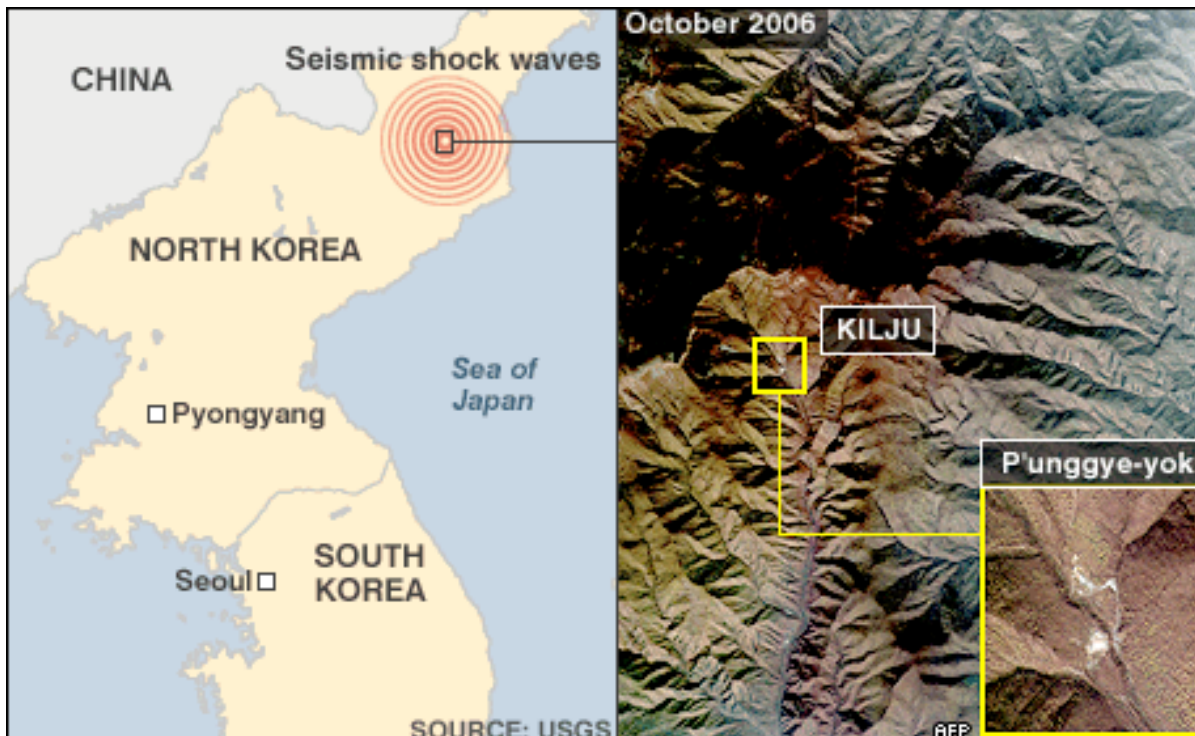 CHINA
Seismic shock waves
NORTH KOREA
Sea of
Japan
Pyongyang
SOUTH
KOREA
Seoul
SOURCE: USGS
October 2006
KILJU
P'unggye-yok
AFP